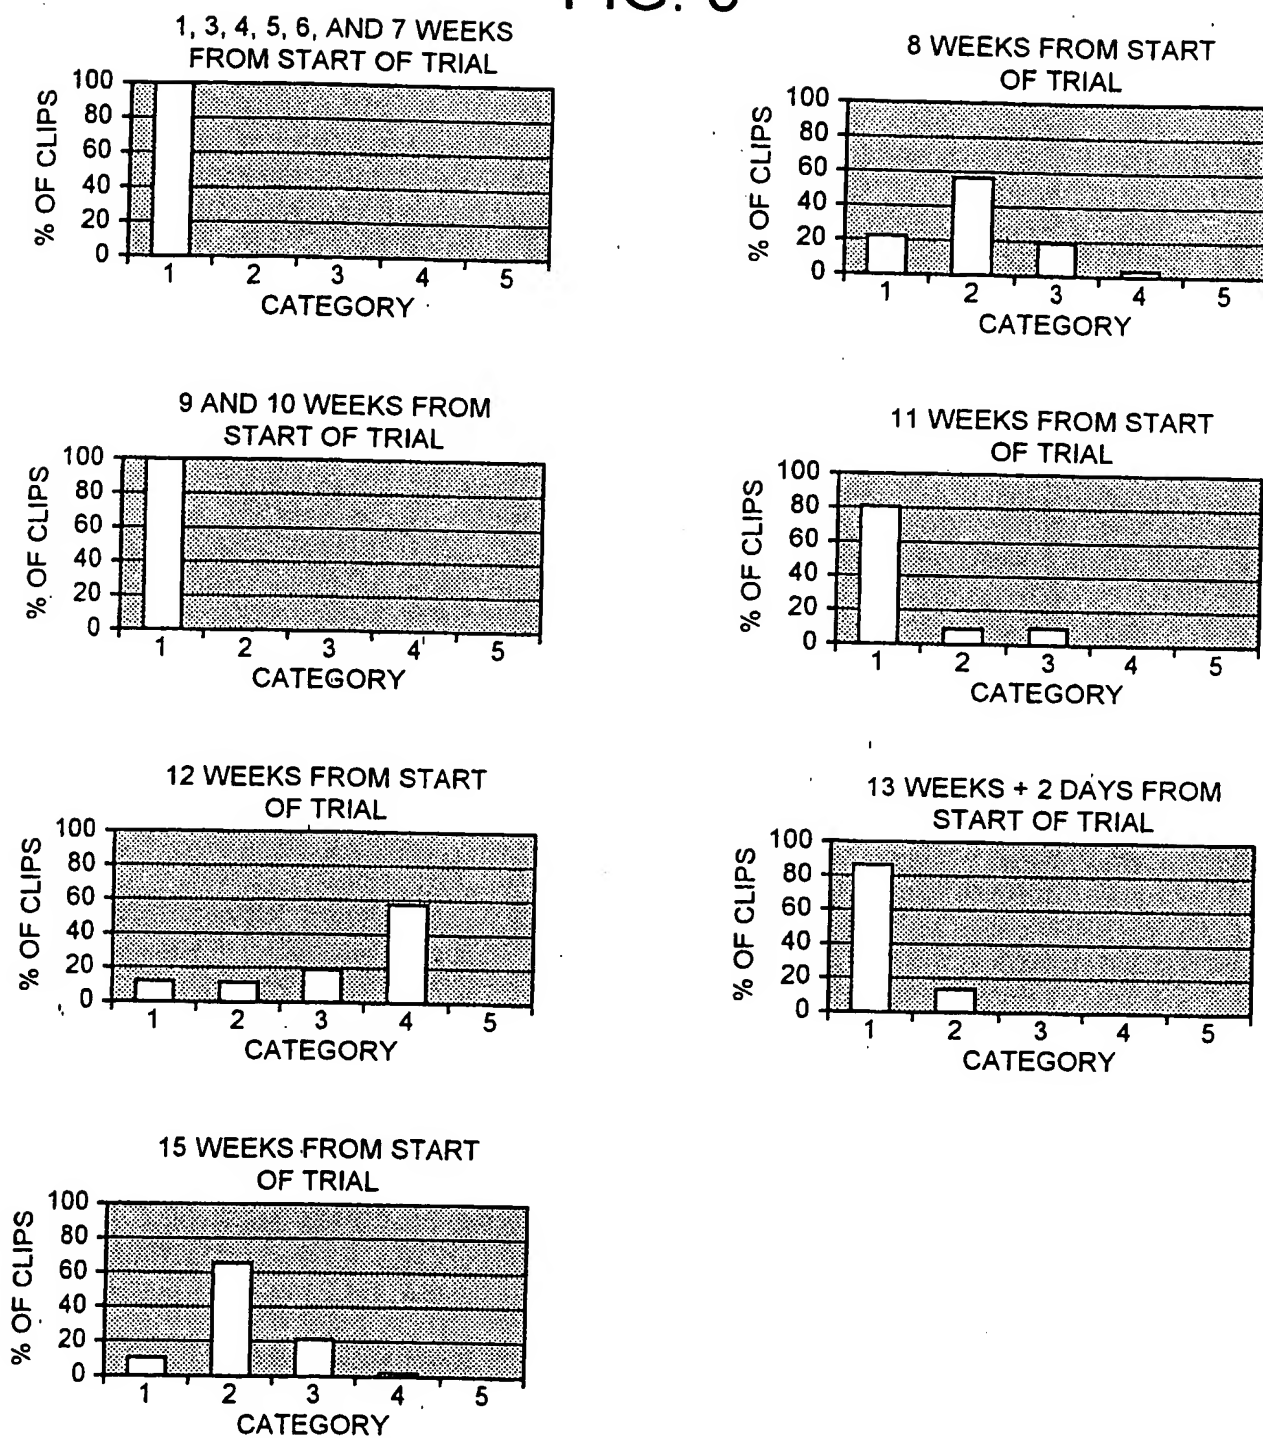 1, 3, 4, 5, 6, AND 7 WEEKS
FROM START OF TRIAL
% OF CLIPS
100
80
60
40
20
0
1 2 3 4 5
CATEGORY
8 WEEKS FROM START
OF TRIAL
% OF CLIPS
100
80
60
40
20
0
1 2 3 4 5
CATEGORY
9 AND 10 WEEKS FROM
START OF TRIAL
% OF CLIPS
100
80
60
40
20
0
1 2 3 4 5
CATEGORY
11 WEEKS FROM START
OF TRIAL
% OF CLIPS
100
80
60
40
20
0
1 2 3 4 5
CATEGORY
12 WEEKS FROM START
OF TRIAL
% OF CLIPS
100
80
60
40
20
0
1 2 3 4 5
CATEGORY
13 WEEKS + 2 DAYS FROM
START OF TRIAL
% OF CLIPS
100
80
60
40
20
0
1 2 3 4 5
CATEGORY
15 WEEKS FROM START
OF TRIAL
% OF CLIPS
100
80
60
40
20
0
1 2 3 4 5
CATEGORY